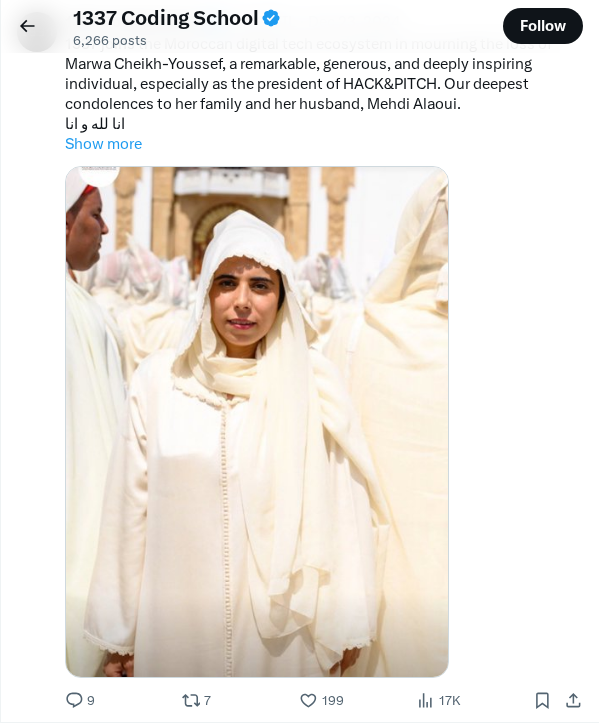 1337 Coding School
6,266 posts
Follow
the Moroccan digital tech ecosystem in mourning the loss of
Marwa Cheikh-Youssef, a remarkable, generous, and deeply inspiring
individual, especially as the president of HACK&PITCH. Our deepest
condolences to her family and her husband, Mehdi Alaoui.
انا لله و انا
Show more
9
7
199
17K